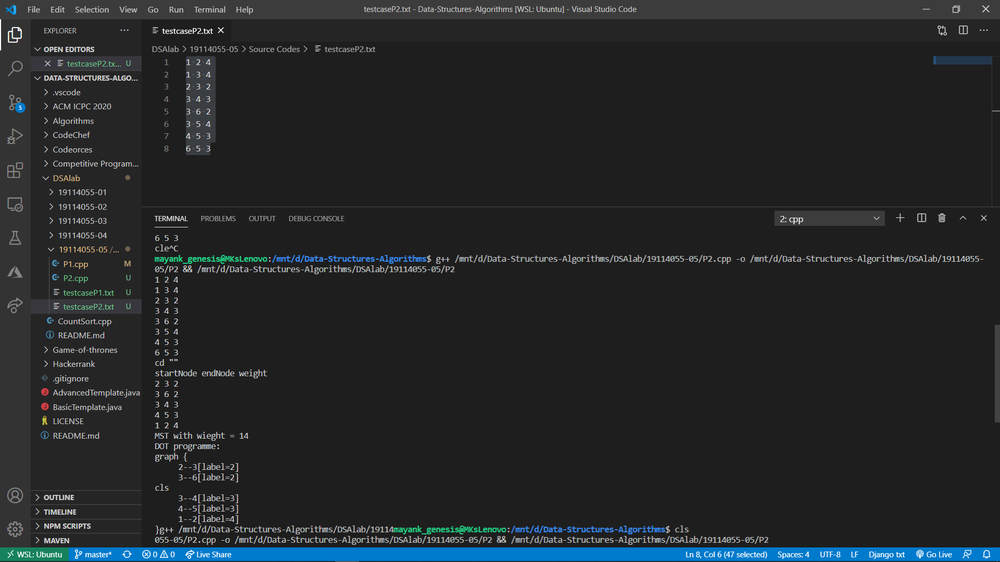 File Edit Selection View Go Run Terminal Help
testcaseP2.txt - Data-Structures-Algorithms [WSL: Ubuntu] - Visual Studio Code
EXPLORER
OPEN EDITORS
testcaseP2.tx... U
DATA-STRUCTURES-ALGO...
.vscode
ACM ICPC 2020
Algorithms
CodeChef
Codeorces
Competitive Program...
DSAlab
19114055-01
19114055-02
19114055-03
19114055-04
19114055-05 /...
P1.cpp M
P2.cpp U
testcaseP1.txt U
testcaseP2.txt U
CountSort.cpp
README.md
Game-of-thrones
Hackerrank
.gitignore
AdvancedTemplate.java
BasicTemplate.java
LICENSE
README.md
OUTLINE
TIMELINE
NPM SCRIPTS
MAVEN
5
testcaseP2.txt
DSAlab > 19114055-05 > Source Codes > testcaseP2.txt
1 1·2·4
2 1·3·4
3 2·3·2
4 3·4·3
5 3·6·2
6 3·5·4
7 4·5·3
8 6·5·3
TERMINAL PROBLEMS OUTPUT DEBUG CONSOLE
2: cpp
6 5 3
cle^C
mayank_genesis@MKsLenovo:/mnt/d/Data-Structures-Algorithms$ g++ /mnt/d/Data-Structures-Algorithms/DSAlab/19114055-05/P2.cpp -o /mnt/d/Data-Structures-Algorithms/DSAlab/19114055-
05/P2 && /mnt/d/Data-Structures-Algorithms/DSAlab/19114055-05/P2
1 2 4
1 3 4
2 3 2
3 4 3
3 6 2
3 5 4
4 5 3
6 5 3
cd ""
startNode endNode weight
2 3 2
3 6 2
3 4 3
4 5 3
1 2 4
MST with wieght = 14
DOT programme:
graph {
2--3[label=2]
3--6[label=2]
cls
3--4[label=3]
4--5[label=3]
1--2[label=4]
}g++ /mnt/d/Data-Structures-Algorithms/DSAlab/19114mayank_genesis@MKsLenovo:/mnt/d/Data-Structures-Algorithms$ cls
055-05/P2.cpp -o /mnt/d/Data-Structures-Algorithms/DSAlab/19114055-05/P2 && /mnt/d/Data-Structures-Algorithms/DSAlab/19114055-05/P2
WSL: Ubuntu master* 0 0 Live Share Ln 8, Col 6 (47 selected) Spaces: 4 UTF-8 LF Django txt Go Live